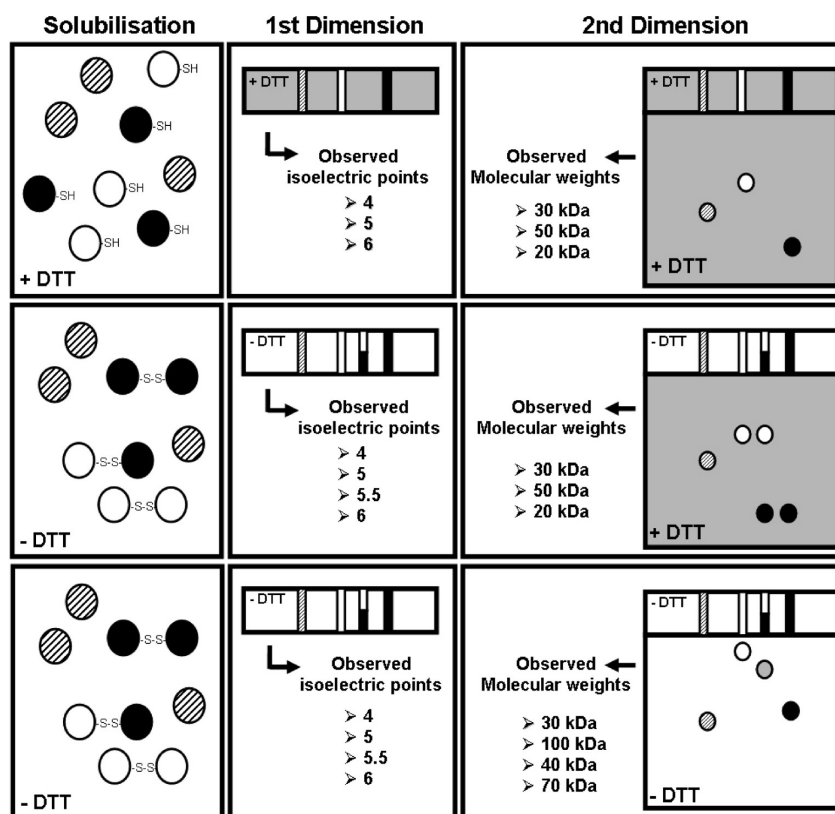 Solubilisation
1st Dimension
2nd Dimension
-SH
-SH
-SH
-SH
-SH
-SH
+ DTT
+ DTT
Observed
isoelectric points
➢ 4
➢ 5
➢ 6
Observed
Molecular weights
➢ 30 kDa
➢ 50 kDa
➢ 20 kDa
+ DTT
+ DTT
-S-S-
-S-S-
-S-S-
- DTT
- DTT
Observed
isoelectric points
➢ 4
➢ 5
➢ 5.5
➢ 6
Observed
Molecular weights
➢ 30 kDa
➢ 50 kDa
➢ 20 kDa
- DTT
+ DTT
-S-S-
-S-S-
-S-S-
- DTT
- DTT
Observed
isoelectric points
➢ 4
➢ 5
➢ 5.5
➢ 6
Observed
Molecular weights
➢ 30 kDa
➢ 100 kDa
➢ 40 kDa
➢ 70 kDa
- DTT
- DTT